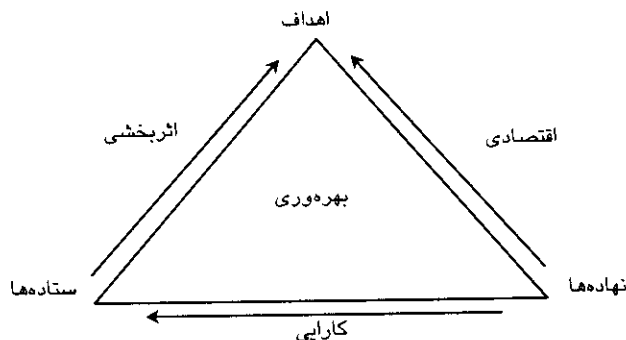 اهداف
اقتصادی
اثربخشی
بهره‌وری
نهاده‌ها
ستاده‌ها
کارایی